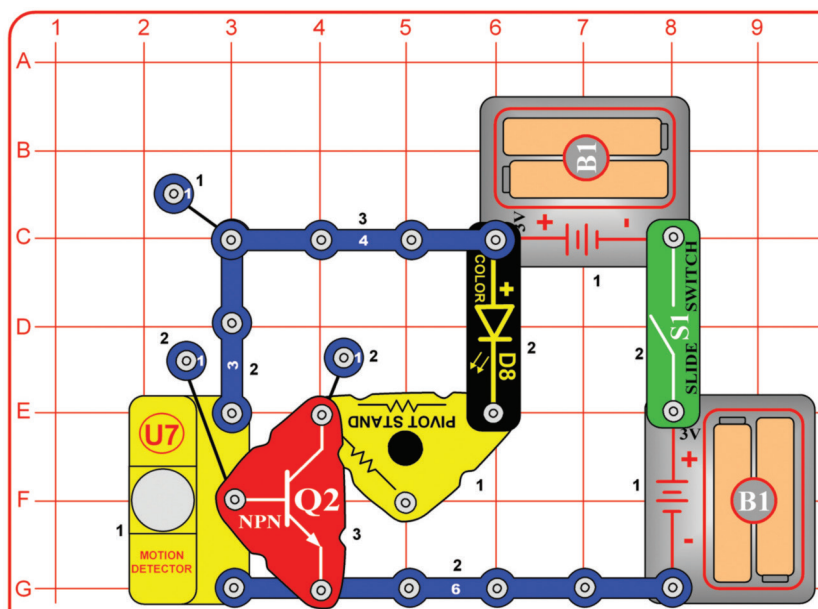 1 2 3 4 5 6 7 8 9
A
B
C
D
E
F
G
B1
3V + -
1
1
1
3
4
COLOR
+
D8
2
S1
SLIDE SWITCH
2
3
2
2
1
2
1
U7
MOTION
DETECTOR
1
PIVOT STAND
1
Q2
NPN
3
3V
+
-
B1
1
2
6